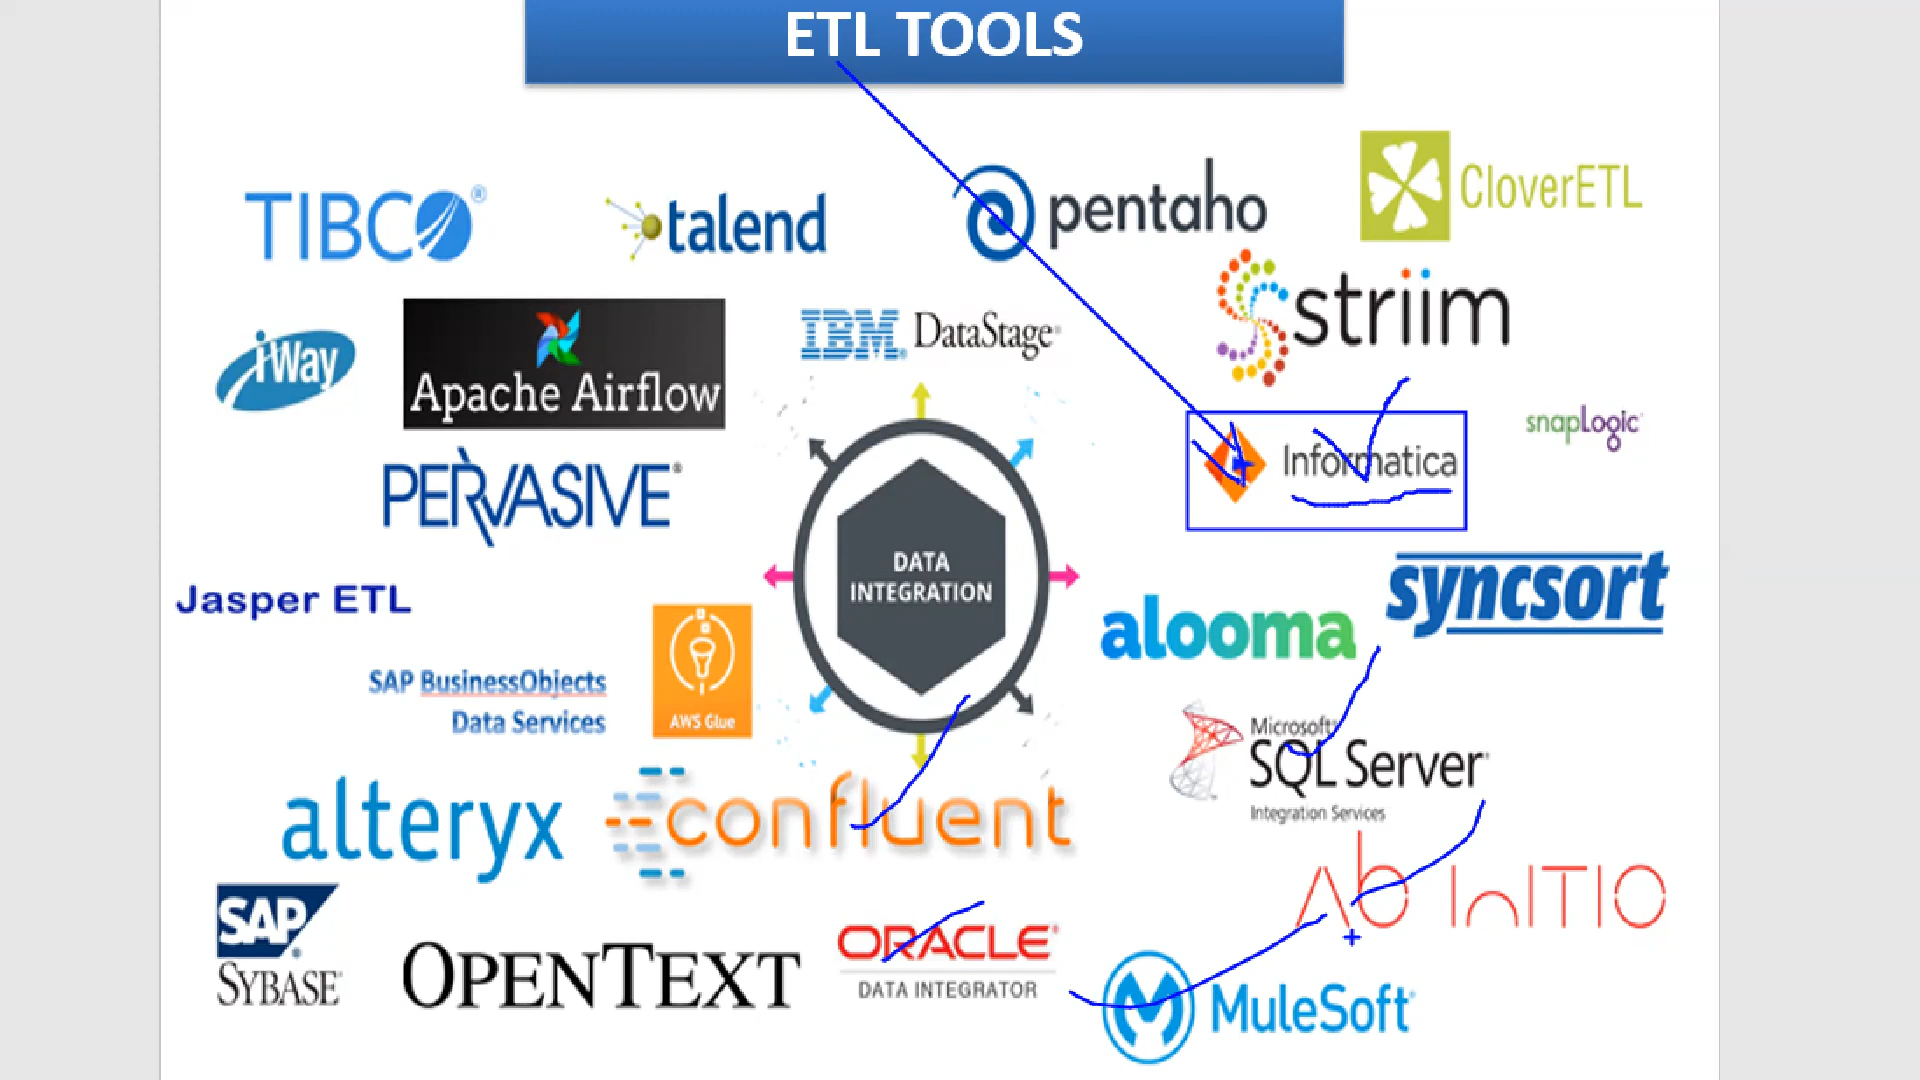 ETL TOOLS
TIBCO®
talend
pentaho
CloverETL
striim
iWay
Apache Airflow
IBM® DataStage®
Informatica
snapLogic
PERVASIVE®
DATA
INTEGRATION
Jasper ETL
syncsort
alooma
SAP BusinessObjects
Data Services
AWS Glue
Microsoft®
SQL Server®
Integration Services
alteryx
confluent
Ab INITIO
SAP®
SYBASE®
OPENTEXT
ORACLE®
DATA INTEGRATOR
MuleSoft®